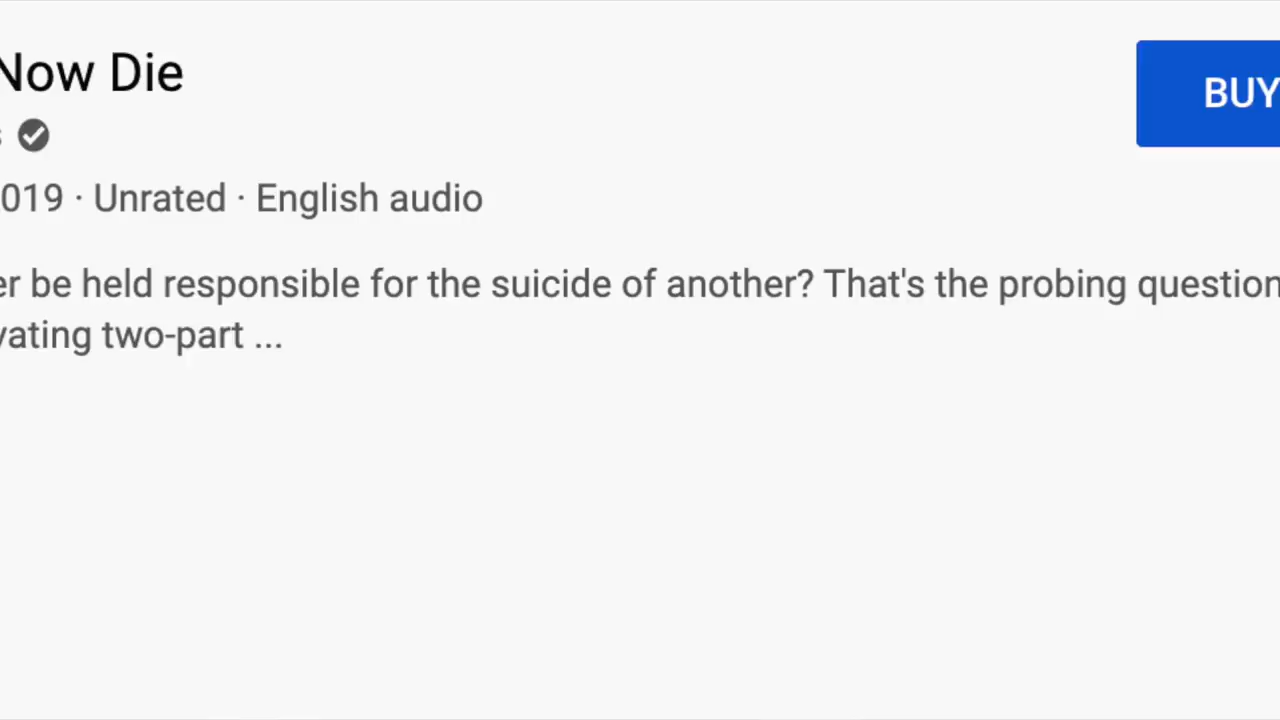 Now Die
019 · Unrated · English audio
er be held responsible for the suicide of another? That's the probing question
vating two-part ...
BUY